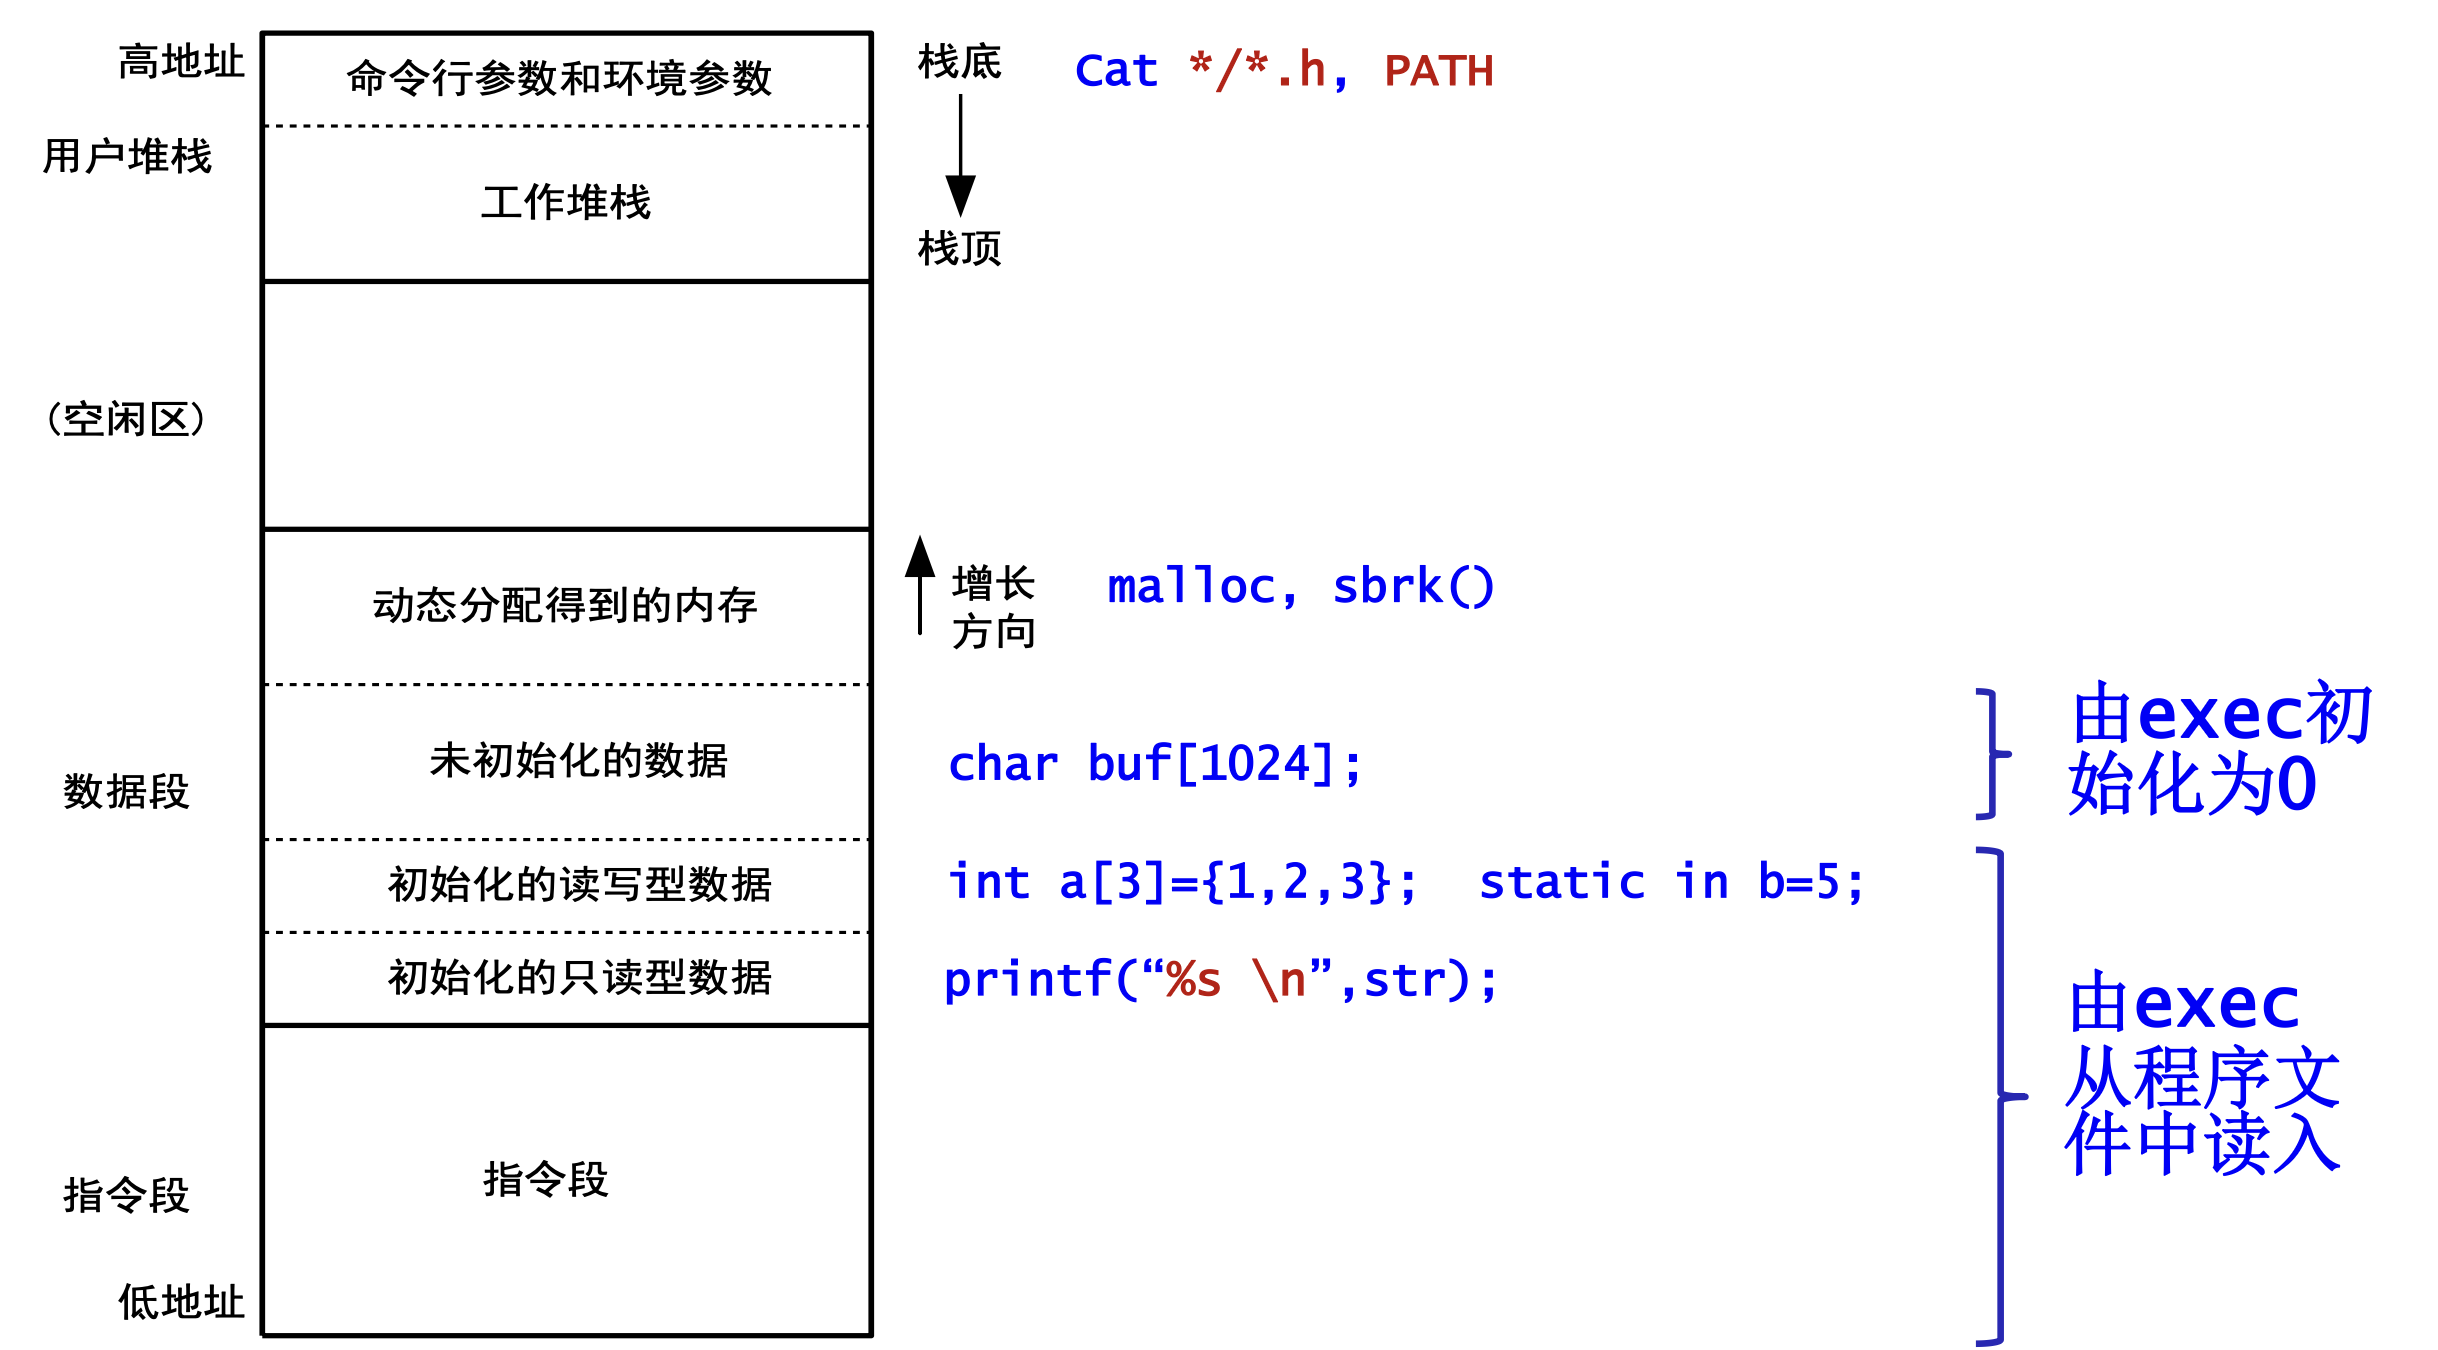 高地址
命令行参数和环境参数
栈底
Cat */*.h, PATH
用户堆栈
工作堆栈
栈顶
(空闲区)
动态分配得到的内存
增长
方向
malloc, sbrk()
数据段
未初始化的数据
char buf[1024];
由exec初
始化为0
初始化的读写型数据
int a[3]={1,2,3};  static in b=5;
初始化的只读型数据
printf(“%s \n”,str);
由exec
从程序文
件中读入
指令段
指令段
低地址